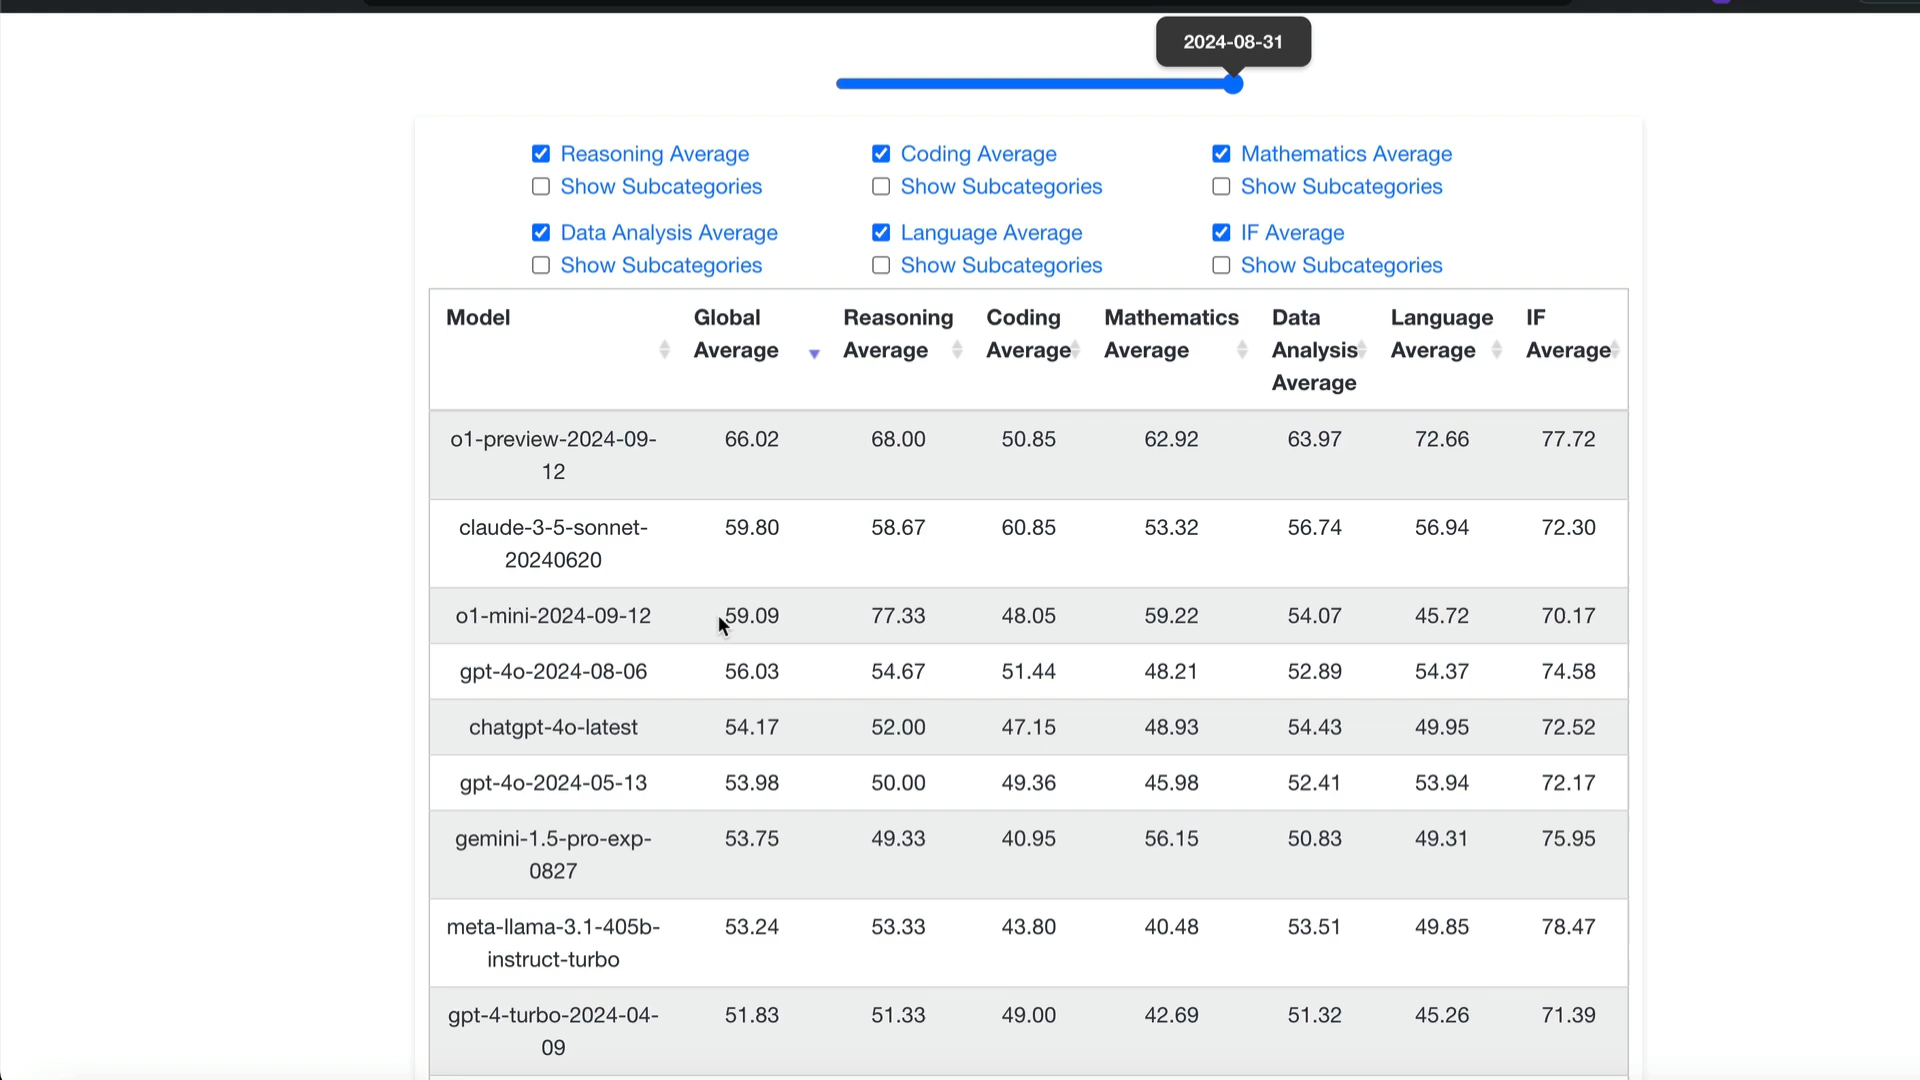 2024-08-31
Reasoning Average Coding Average Mathematics Average
Show Subcategories Show Subcategories Show Subcategories
Data Analysis Average Language Average IF Average
Show Subcategories Show Subcategories Show Subcategories
Model Global Reasoning Coding Mathematics Data Language IF
Average Average Average Average Analysis Average Average
Average
o1-preview-2024-09- 66.02 68.00 50.85 62.92 63.97 72.66 77.72
12
claude-3-5-sonnet- 59.80 58.67 60.85 53.32 56.74 56.94 72.30
20240620
o1-mini-2024-09-12 59.09 77.33 48.05 59.22 54.07 45.72 70.17
gpt-4o-2024-08-06 56.03 54.67 51.44 48.21 52.89 54.37 74.58
chatgpt-4o-latest 54.17 52.00 47.15 48.93 54.43 49.95 72.52
gpt-4o-2024-05-13 53.98 50.00 49.36 45.98 52.41 53.94 72.17
gemini-1.5-pro-exp- 53.75 49.33 40.95 56.15 50.83 49.31 75.95
0827
meta-llama-3.1-405b- 53.24 53.33 43.80 40.48 53.51 49.85 78.47
instruct-turbo
gpt-4-turbo-2024-04- 51.83 51.33 49.00 42.69 51.32 45.26 71.39
09